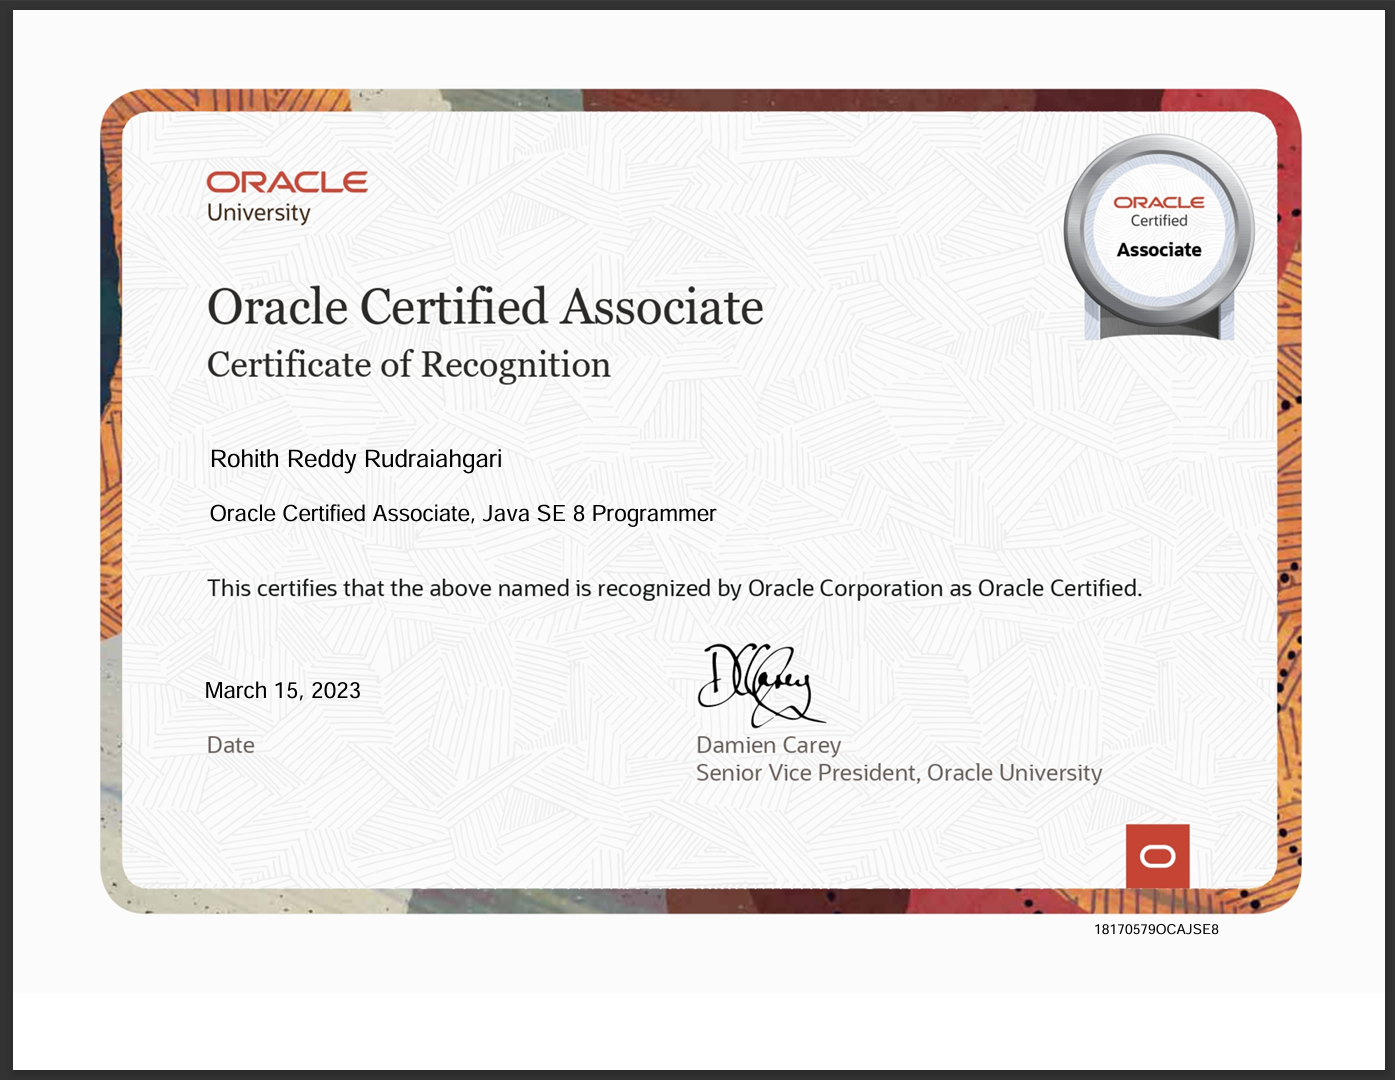 ORACLE
University
ORACLE
Certified
Associate
Oracle Certified Associate
Certificate of Recognition
Rohith Reddy Rudraiahgari
Oracle Certified Associate, Java SE 8 Programmer
This certifies that the above named is recognized by Oracle Corporation as Oracle Certified.
DCarey
March 15, 2023
Date
Damien Carey
Senior Vice President, Oracle University
18170579OCAJSE8